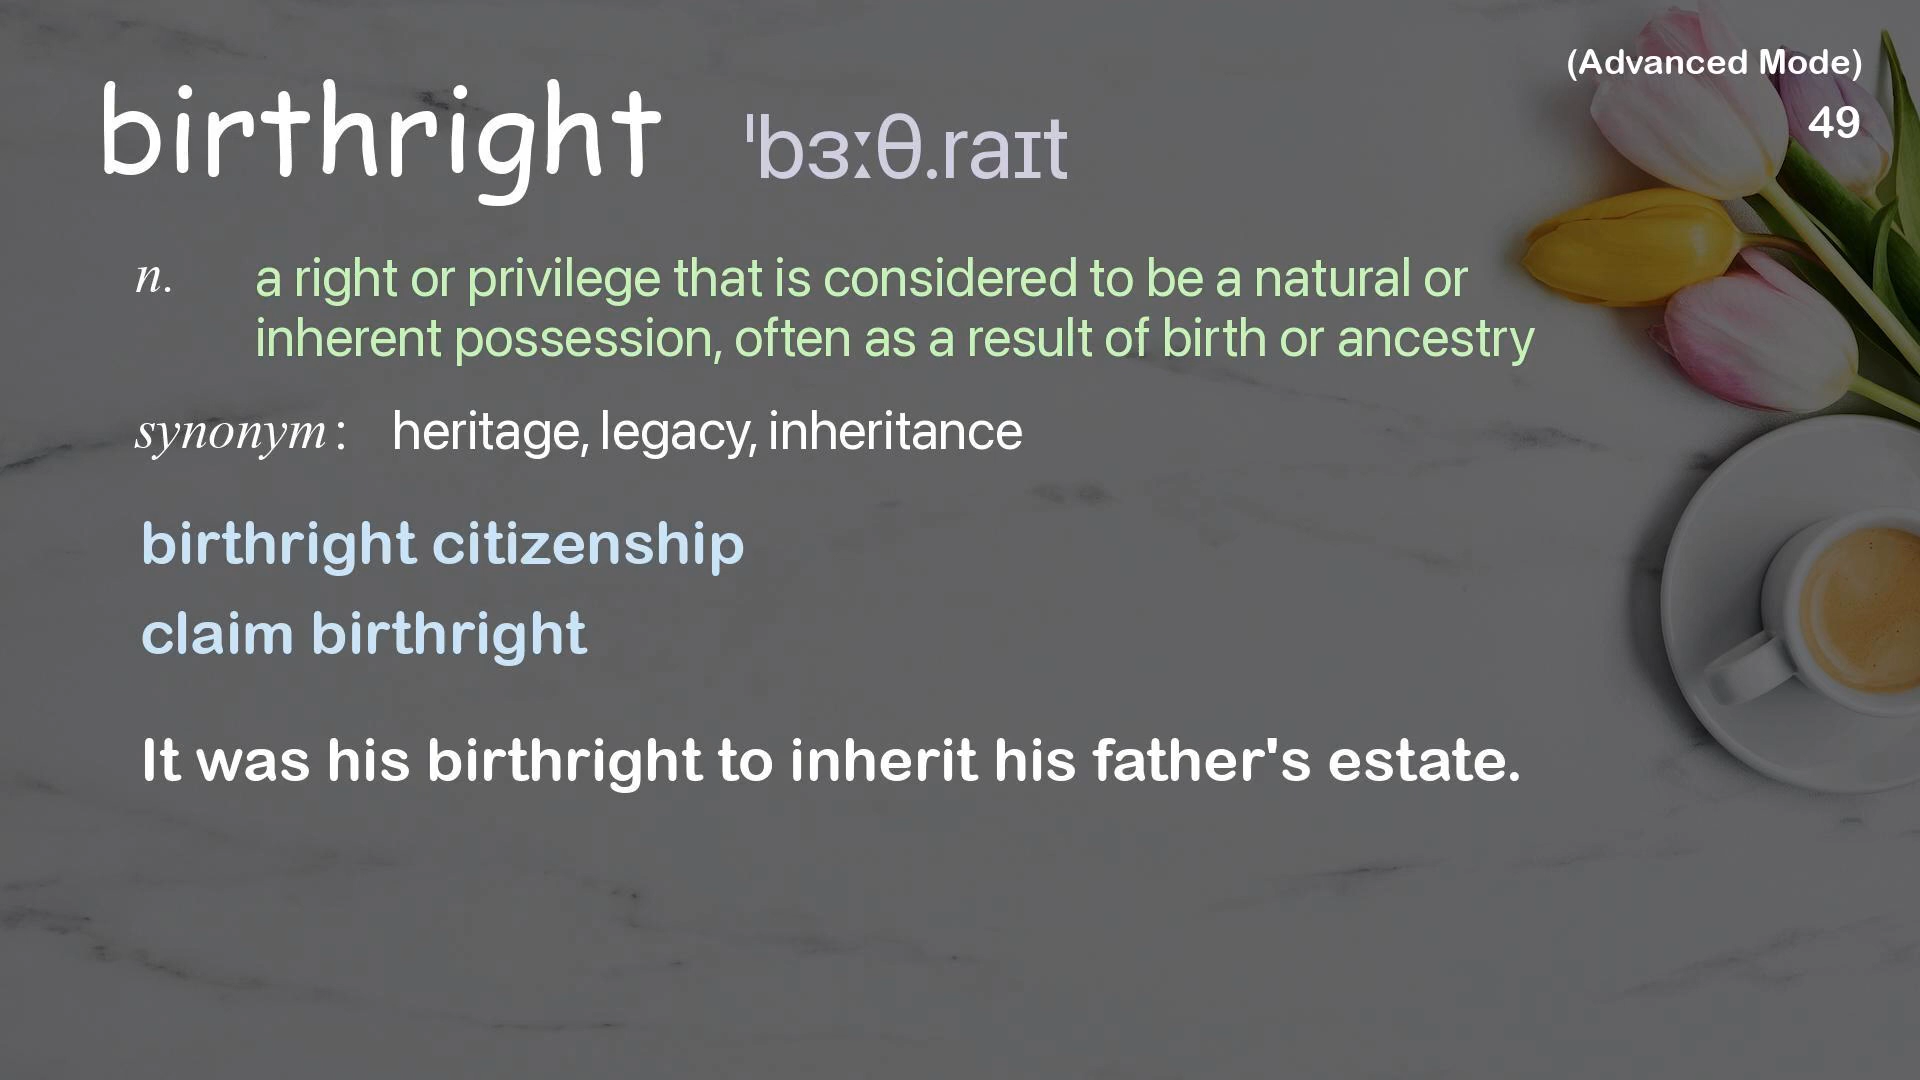 (Advanced Mode)
49
birthright ˈbɜːθ.raɪt
n. a right or privilege that is considered to be a natural or
inherent possession, often as a result of birth or ancestry
synonym: heritage, legacy, inheritance
birthright citizenship
claim birthright
It was his birthright to inherit his father's estate.